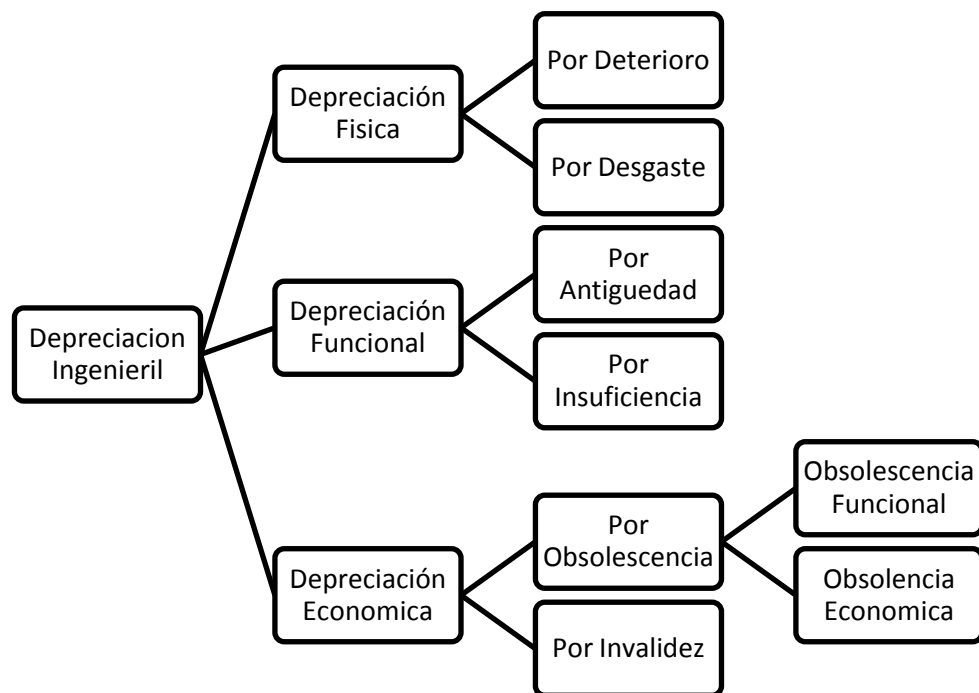 Depreciacion
Ingenieril
Depreciación
Fisica
Por Deterioro
Por Desgaste
Depreciación
Funcional
Por
Antiguedad
Por
Insuficiencia
Depreciación
Economica
Por
Obsolescencia
Obsolescencia
Funcional
Obsolencia
Economica
Por Invalidez